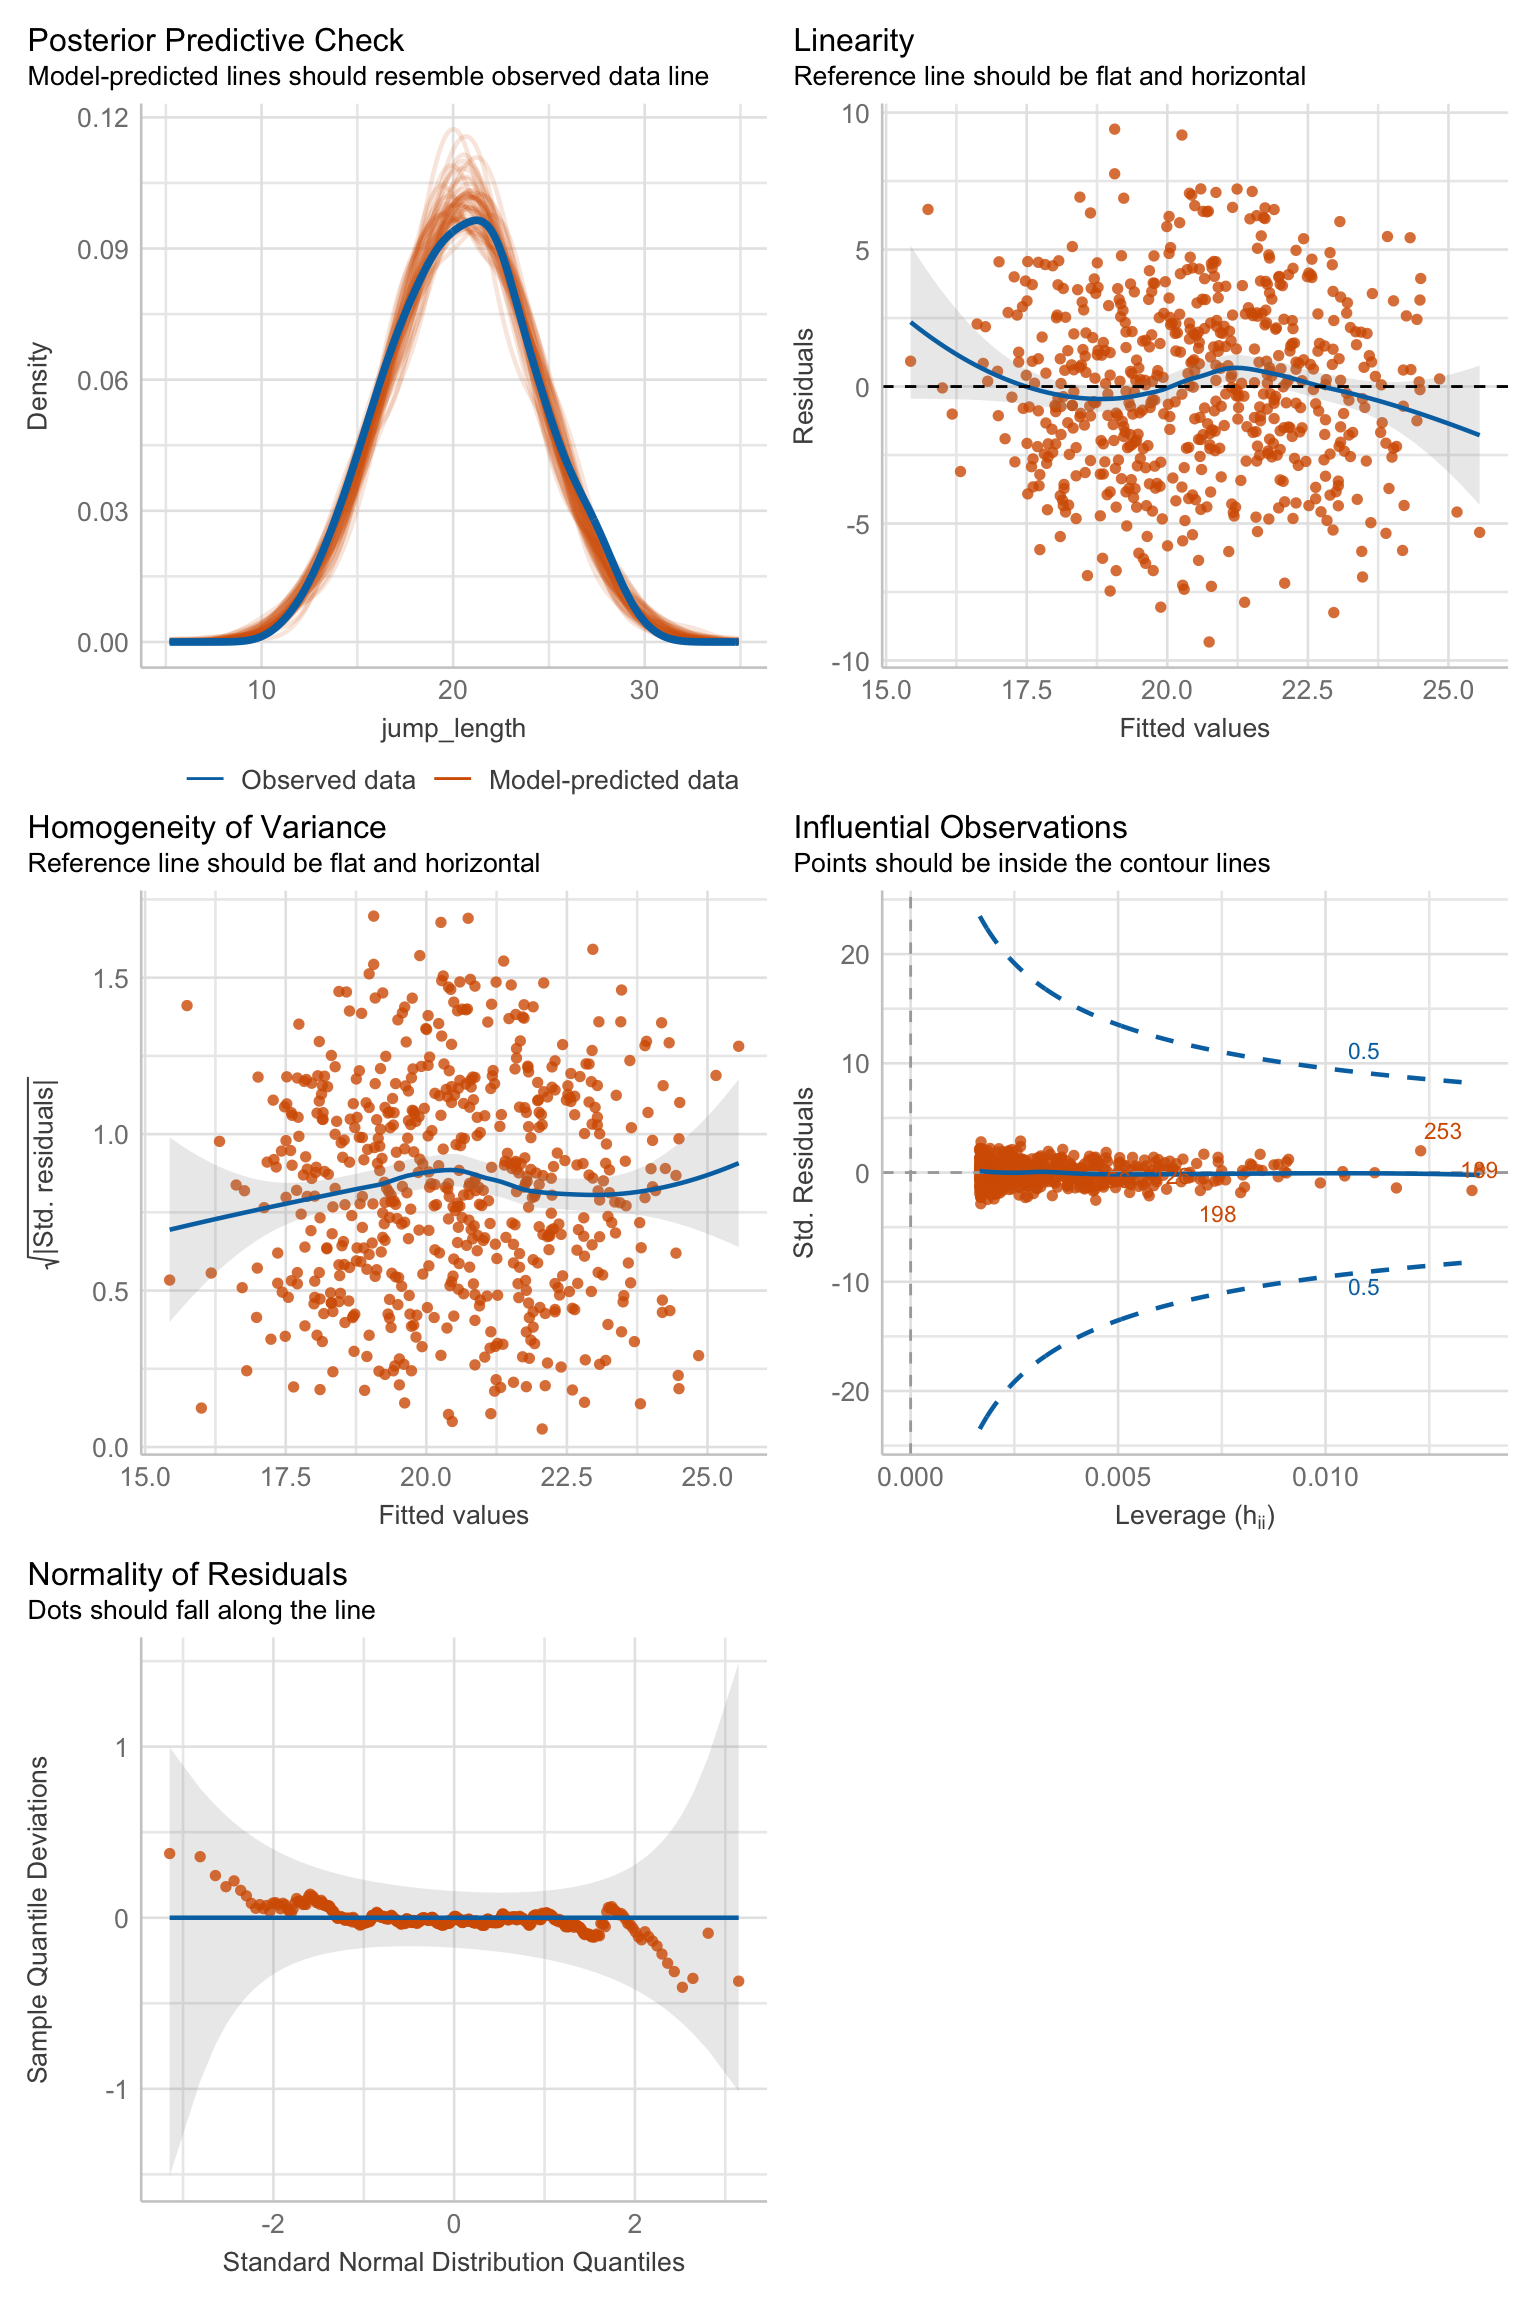 Posterior Predictive Check
Model-predicted lines should resemble observed data line
0.12
0.09
0.06
0.03
0.00
Density
10 20 30
jump_length
Observed data Model-predicted data
Linearity
Reference line should be flat and horizontal
10
5
0
-5
-10
Residuals
15.0 17.5 20.0 22.5 25.0
Fitted values
Homogeneity of Variance
Reference line should be flat and horizontal
1.5
1.0
0.5
0.0
√|Std. residuals|
15.0 17.5 20.0 22.5 25.0
Fitted values
Influential Observations
Points should be inside the contour lines
20
10
0
-10
-20
Std. Residuals
0.5
253
198
0.5
0.000 0.005 0.010
Leverage (hii)
Normality of Residuals
Dots should fall along the line
1
0
-1
Sample Quantile Deviations
-2 0 2
Standard Normal Distribution Quantiles